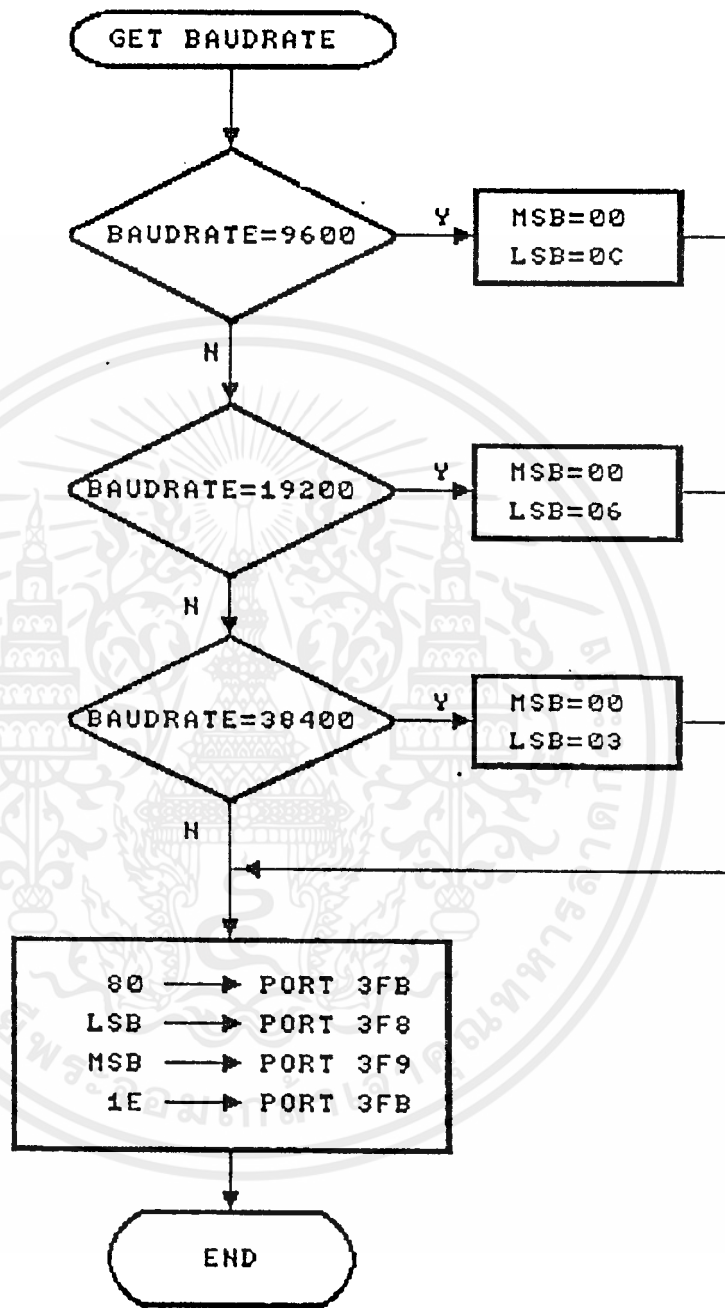 GET BAUDRATE
BAUDRATE=9600
Y
MSB=00
LSB=0C
N
BAUDRATE=19200
Y
MSB=00
LSB=06
N
BAUDRATE=38400
Y
MSB=00
LSB=03
N
80 → PORT 3FB
LSB → PORT 3F8
MSB → PORT 3F9
1E → PORT 3FB
END